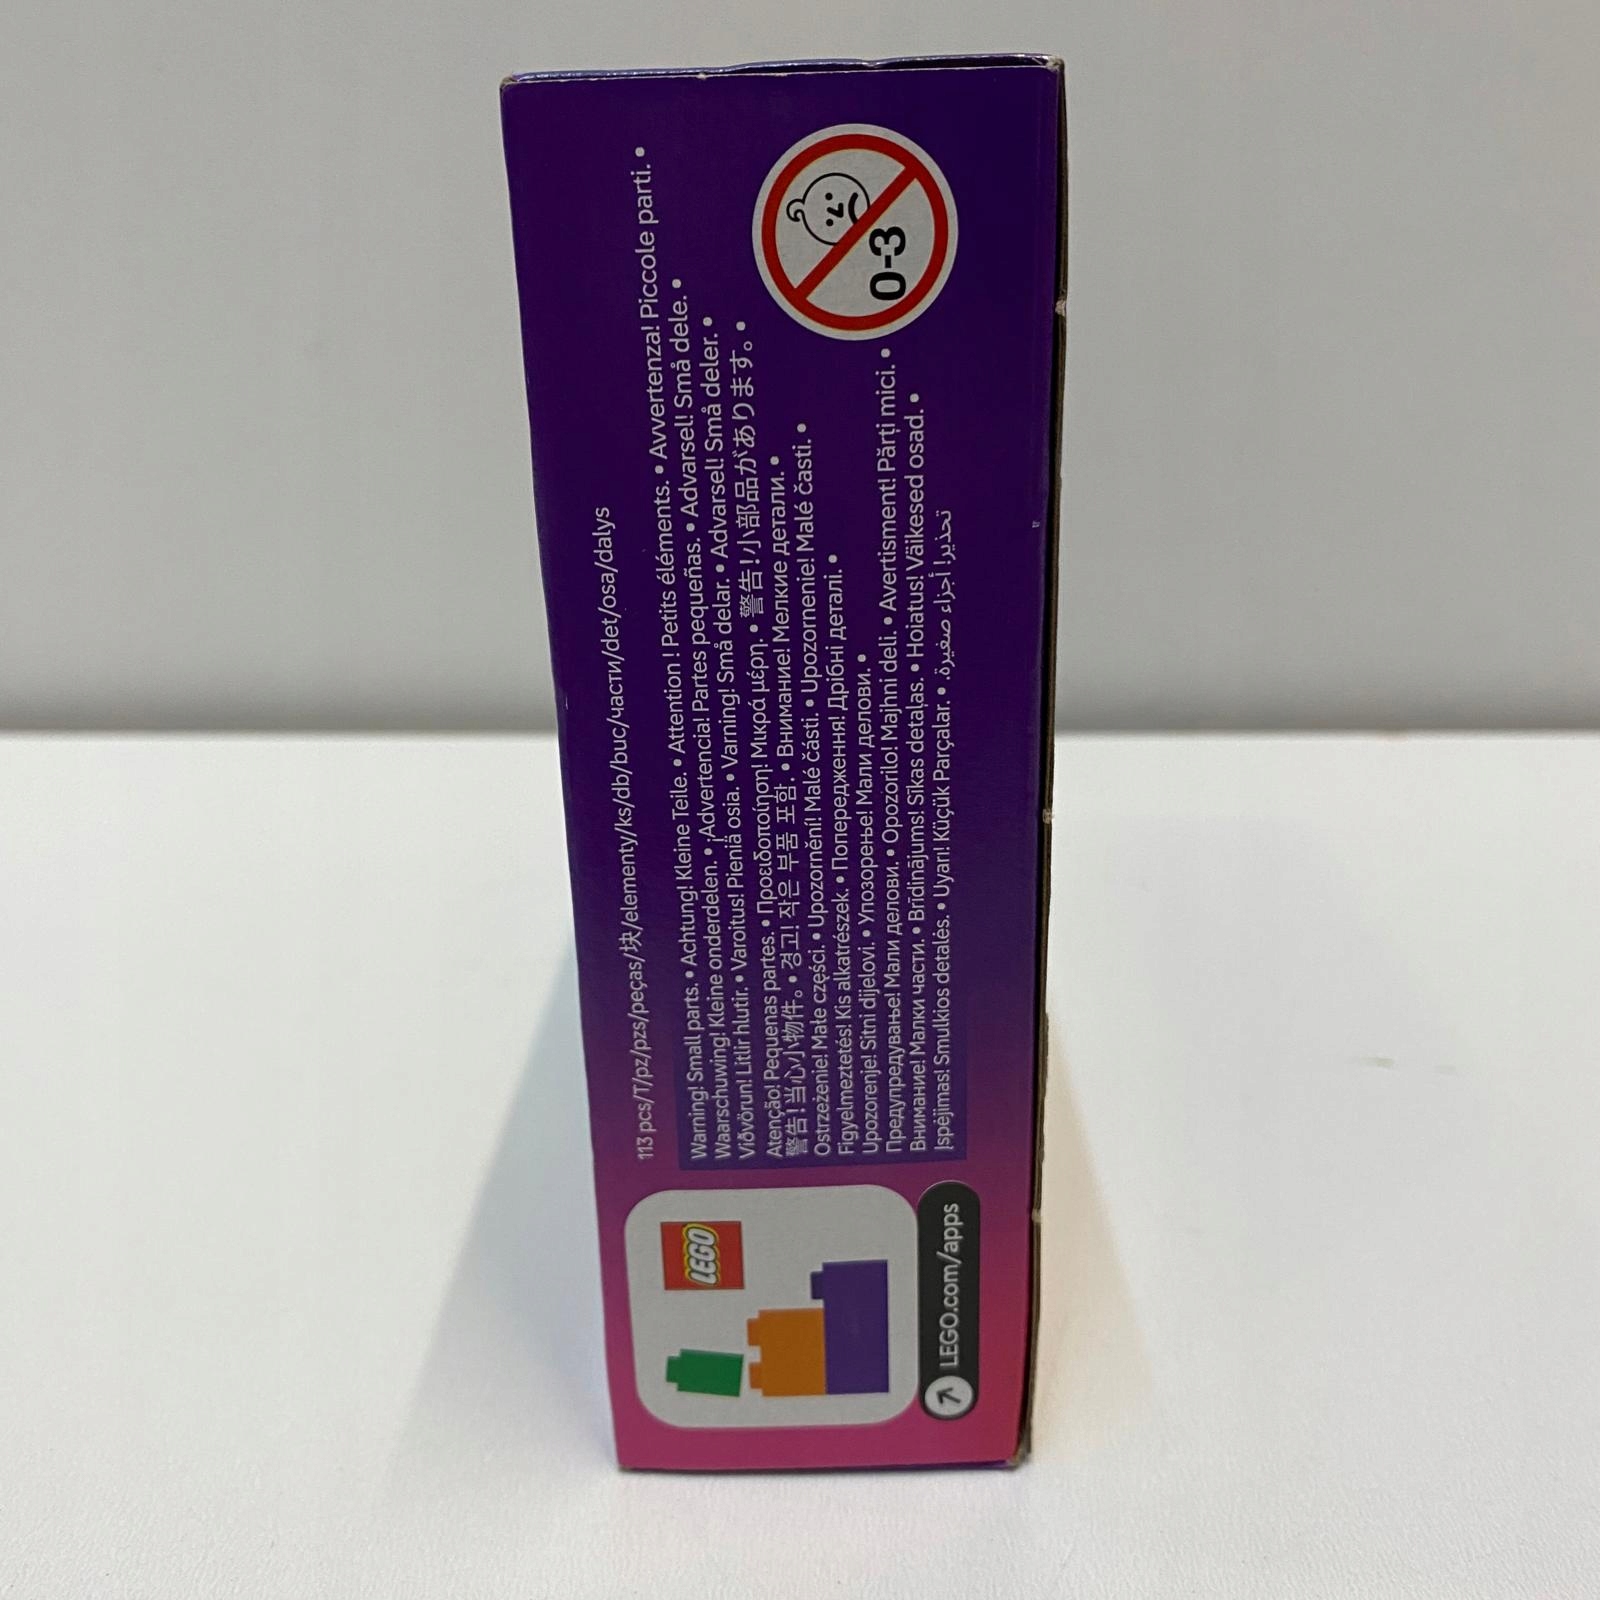 113 pcs/T/pz/pzs/peças/块/elementy/ks/db/buc/части/det/osa/dalys
Warning! Small parts. • Achtung! Kleine Teile. • Attention ! Petits éléments. • Avvertenza! Piccole parti. •
Waarschuwing! Kleine onderdelen. • ¡Advertencia! Partes pequeñas. • Advarsel! Små dele. •
Viðvörun! Litlir hlutir. • Varoitus! Pieniä osia. • Varning! Små delar. • Advarsel! Små deler. •
Atenção! Pequenas partes. • Προειδοποίηση! Μικρά μέρη. • 警告!小部品があります。 •
警告!当心小物件。 • 경고! 작은 부품 포함. • Внимание! Мелкие детали. •
Ostrzeżenie! Małe części. • Upozornění! Malé části. • Upozornenie! Malé časti. •
Figyelmeztetés! Kis alkatrészek. • Попередження! Дрібні деталі. •
Upozorenje! Sitni dijelovi. • Упозорење! Мали делови. •
Предупредување! Мали делови. • Opozorilo! Majhni deli. • Avertisment! Părți mici. •
Внимание! Малки части. • Brīdinājums! Sīkas detaļas. • Hoiatus! Väikesed osad. •
Įspėjimas! Smulkios detalės. • Uyarı! Küçük Parçalar. • تحذير! أجزاء صغيرة.
0-3
LEGO
LEGO.com/apps